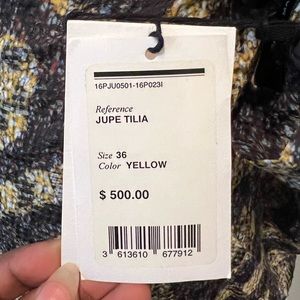 16PJU0501-16P023I
Reference
JUPE TILIA
Size 36
Color YELLOW
$ 500.00
3 613610 677912